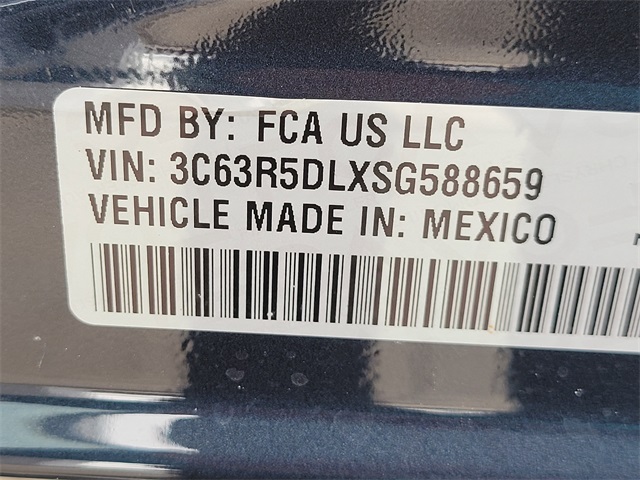 MFD BY: FCA US LLC
VIN: 3C63R5DLXSG588659
VEHICLE MADE IN: MEXICO